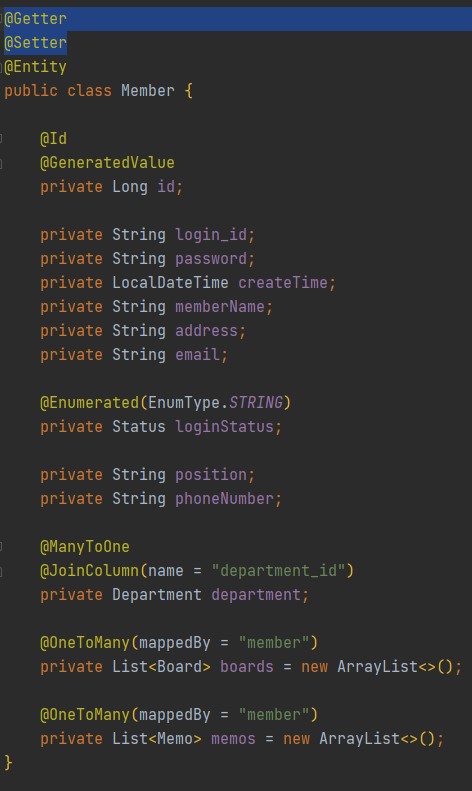 @Getter
@Setter
@Entity
public class Member {
@Id
@GeneratedValue
private Long id;
private String login_id;
private String password;
private LocalDateTime createTime;
private String memberName;
private String address;
private String email;
@Enumerated(EnumType.STRING)
private Status loginStatus;
private String position;
private String phoneNumber;
@ManyToOne
@JoinColumn(name = "department_id")
private Department department;
@OneToMany(mappedBy = "member")
private List<Board> boards = new ArrayList<>();
@OneToMany(mappedBy = "member")
private List<Memo> memos = new ArrayList<>();
}